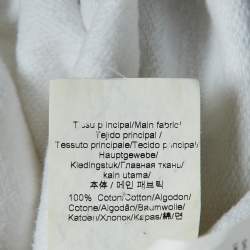 Tissu principal/Main fabric/
Tejido principal /
Tessuto principale/Tecido principal /
Hauptgewebe/
Kledingstuk/Главная ткань/
kain utama/
本体 / 메인 패브릭
100% Coton/Cotton/Algodon/
Cotone/Algodão/Baumwolle/
Katoen/Хлопок/Kapas/綿/면